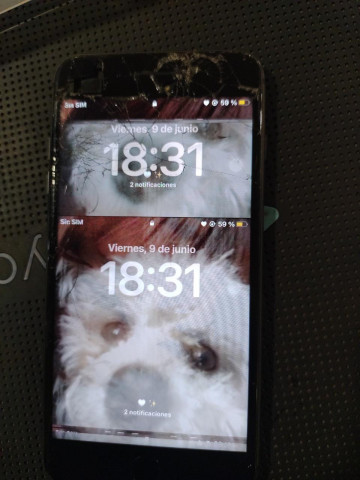 Sin SIM 59 %
Viernes, 9 de junio
18:31
2 notificaciones
Sin SIM 59 %
Viernes, 9 de junio
18:31
2 notificaciones